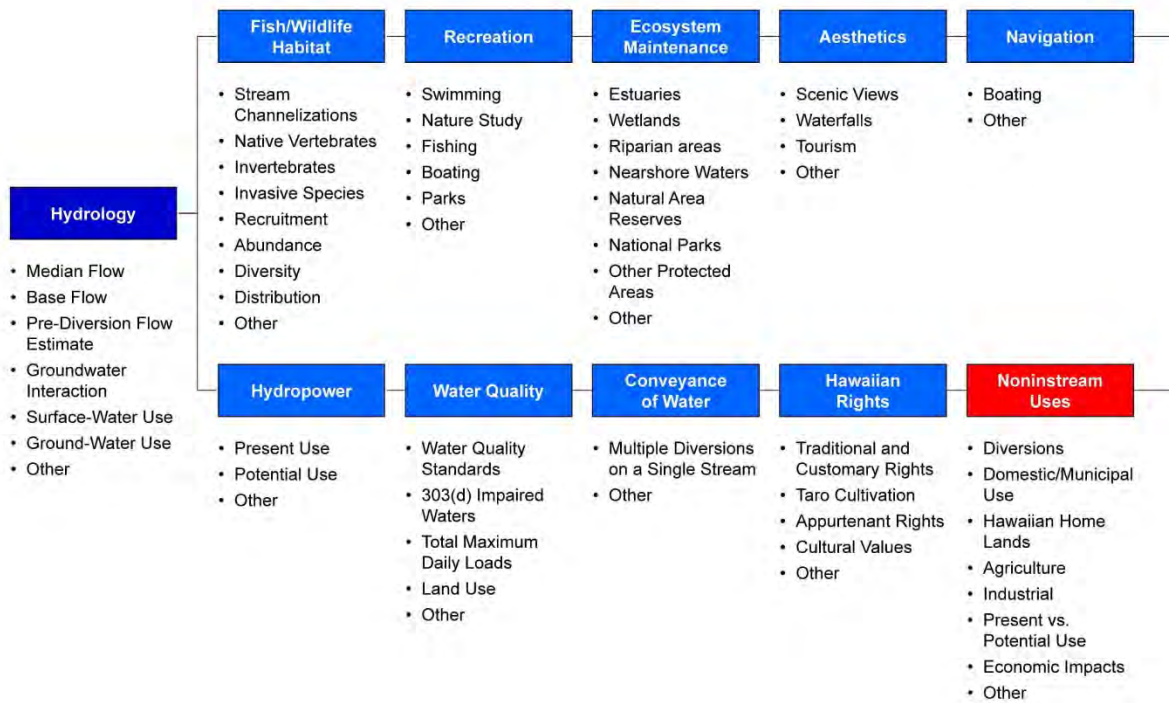 Fish/Wildlife
Habitat
• Stream
Channelizations
• Native Vertebrates
• Invertebrates
• Invasive Species
• Recruitment
• Abundance
• Diversity
• Distribution
• Other
Recreation
• Swimming
• Nature Study
• Fishing
• Boating
• Parks
• Other
Ecosystem
Maintenance
• Estuaries
• Wetlands
• Riparian areas
• Nearshore Waters
• Natural Area
Reserves
• National Parks
• Other Protected
Areas
• Other
Aesthetics
• Scenic Views
• Waterfalls
• Tourism
• Other
Navigation
• Boating
• Other
Hydrology
• Median Flow
• Base Flow
• Pre-Diversion Flow
Estimate
• Groundwater
Interaction
• Surface-Water Use
• Ground-Water Use
• Other
Hydropower
• Present Use
• Potential Use
• Other
Water Quality
• Water Quality
Standards
• 303(d) Impaired
Waters
• Total Maximum
Daily Loads
• Land Use
• Other
Conveyance
of Water
• Multiple Diversions
on a Single Stream
• Other
Hawaiian
Rights
• Traditional and
Customary Rights
• Taro Cultivation
• Appurtenant Rights
• Cultural Values
• Other
Noninstream
Uses
• Diversions
• Domestic/Municipal
Use
• Hawaiian Home
Lands
• Agriculture
• Industrial
• Present vs.
Potential Use
• Economic Impacts
• Other